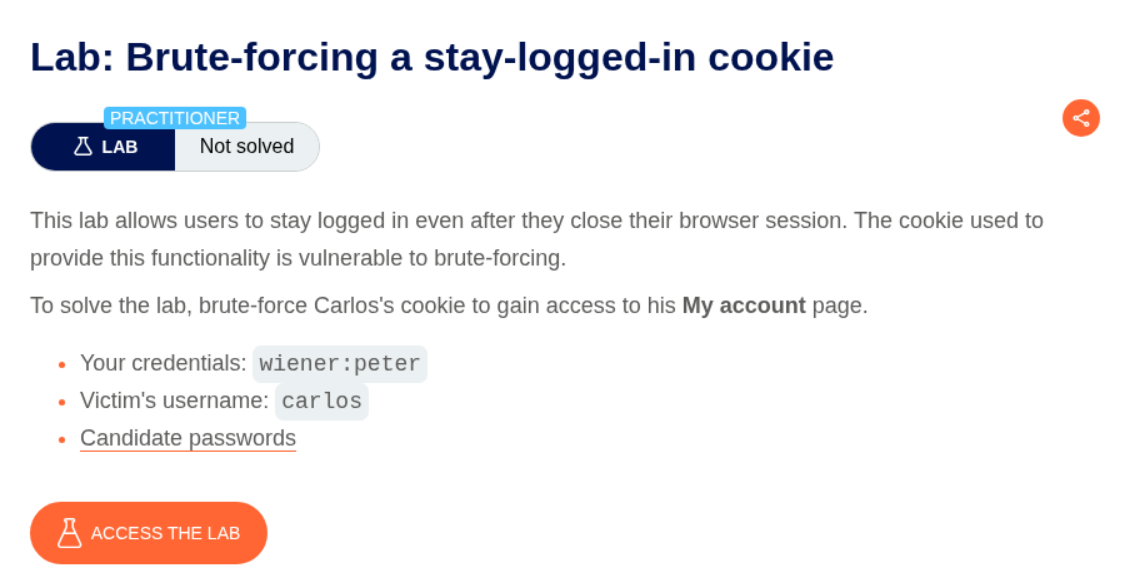 Lab: Brute-forcing a stay-logged-in cookie
PRACTITIONER
LAB
Not solved
This lab allows users to stay logged in even after they close their browser session. The cookie used to
provide this functionality is vulnerable to brute-forcing.
To solve the lab, brute-force Carlos's cookie to gain access to his My account page.
Your credentials: wiener:peter
Victim's username: carlos
Candidate passwords
ACCESS THE LAB